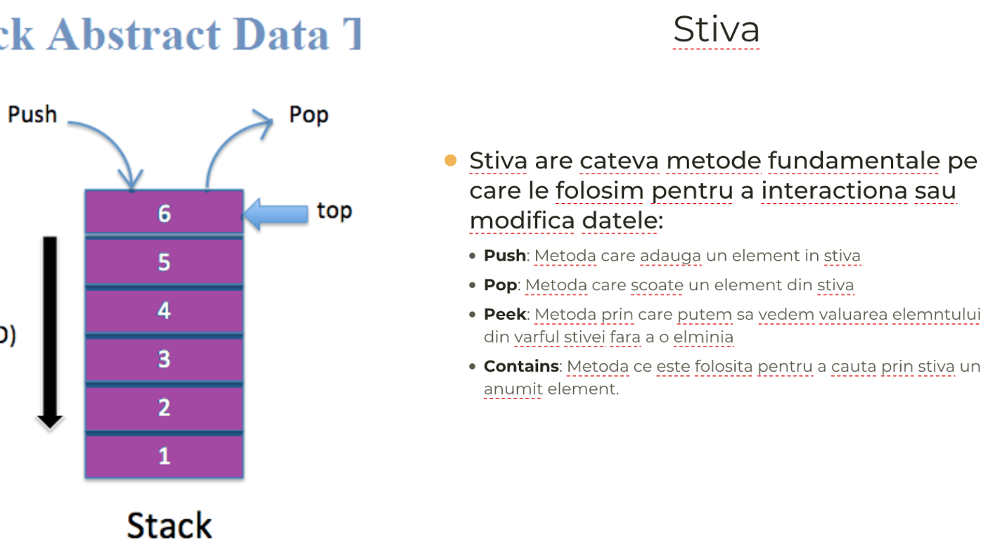 ck Abstract Data T
Push
Pop
6
top
5
4
D)
3
2
1
Stack
Stiva
Stiva are cateva metode fundamentale pe
care le folosim pentru a interactiona sau
modifica datele:
Push: Metoda care adauga un element in stiva
Pop: Metoda care scoate un element din stiva
Peek: Metoda prin care putem sa vedem valuarea elemntului
din varful stivei fara a o elminia
Contains: Metoda ce este folosita pentru a cauta prin stiva un
anumit element.